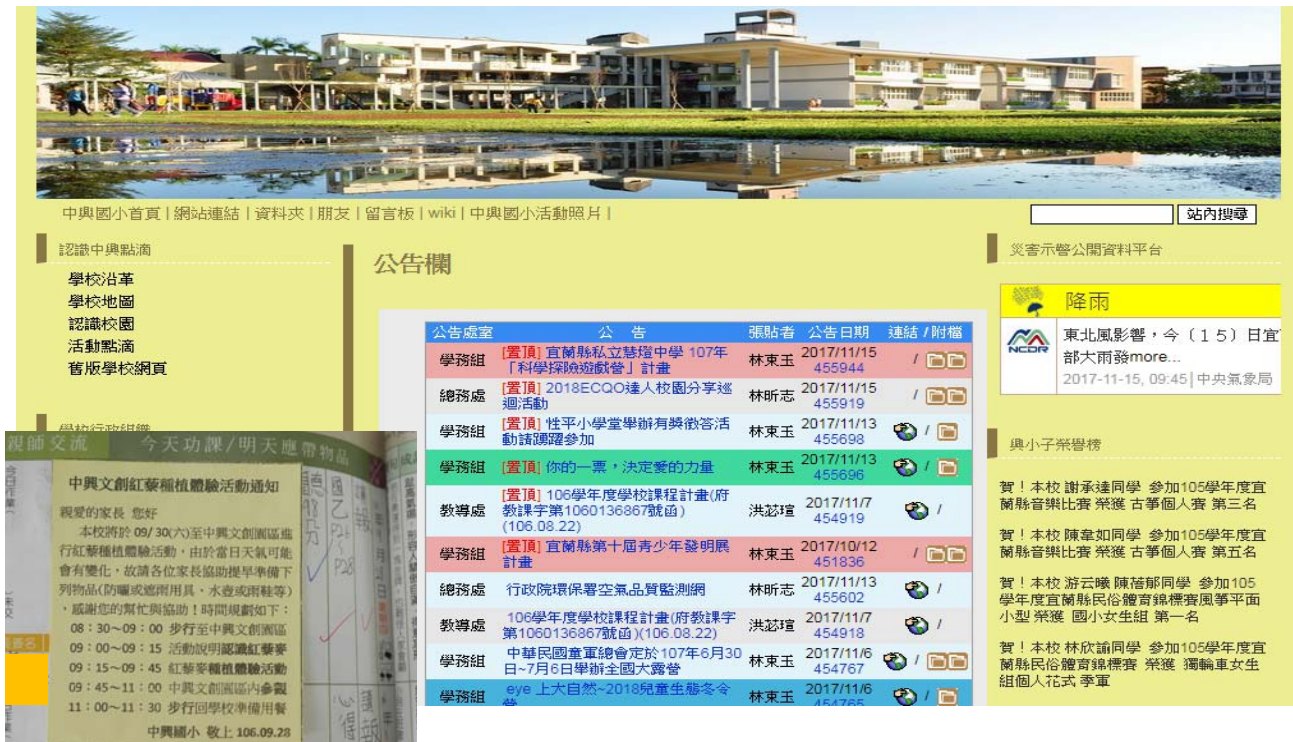 中興國小首頁 | 網站連結 | 資料夾 | 朋友 | 留言板 | wiki | 中興國小活動照片 |
站內搜尋
認識中興點滴
學校沿革
學校地圖
認識校園
活動點滴
舊版學校網頁
學校行政組織
公告欄
公告處室 公 告 張貼者 公告日期 連結 / 附檔
學務組 [置頂] 宜蘭縣私立慧燈中學 107年「科學探險遊戲營」計畫 林東玉 2017/11/15 455944 /
總務處 [置頂] 2018ECQO達人校園分享巡迴活動 林昕志 2017/11/15 455919 /
學務組 [置頂] 性平小學堂舉辦有獎徵答活動請踴躍參加 林東玉 2017/11/13 455698 /
學務組 [置頂] 你的一票，決定愛的力量 林東玉 2017/11/13 455696 /
教導處 [置頂] 106學年度學校課程計畫(府教課字第1060136867號函)(106.08.22) 洪苾瑄 2017/11/7 454919 /
學務組 [置頂] 宜蘭縣第十屆青少年發明展計畫 林東玉 2017/10/12 451836 /
總務處 行政院環保署空氣品質監測網 林昕志 455602 /
教導處 106學年度學校課程計畫(府教課字第1060136867號函)(106.08.22) 洪苾瑄 2017/11/7 454918 /
學務組 中華民國童軍總會定於107年6月30日~7月6日舉辦全國大露營 林東玉 2017/11/6 454767 /
學務組 eye 上大自然~2018兒童生態冬令營 林東玉 2017/11/6 454765 /
災害示警公開資料平台
降雨
NCDR
東北風影響，今（１５）日宜
部大雨發more...
2017-11-15, 09:45 | 中央氣象局
興小子榮譽榜
賀！本校 謝承達同學 參加105學年度宜
蘭縣音樂比賽 榮獲 古箏個人賽 第三名
賀！本校 陳韋如同學 參加105學年度宜
蘭縣音樂比賽 榮獲 古箏個人賽 第五名
賀！本校 游云曦 陳蓓郁同學 參加105
學年度宜蘭縣民俗體育錦標賽風箏平面
小型 榮獲 國小女生組 第一名
賀！本校 林欣諭同學 參加105學年度宜
蘭縣民俗體育錦標賽 榮獲 獨輪車女生
組個人花式 季軍
親師交流 今天功課/明天應帶物品
中興文創紅藜種植體驗活動通知
親愛的家長 您好
本校將於 09/30(六)至中興文創園區進
行紅藜種植體驗活動，由於當日天氣可能
會有變化，故請各位家長協助提早準備下
列物品(防曬或遮雨用具、水壺或雨鞋等)
，感謝您的幫忙與協助！時間規劃如下：
08：30~09：00 步行至中興文創園區
09：00~09：15 活動說明認識紅藜麥
09：15~09：45 紅藜麥種植體驗活動
09：45~11：00 中興文創園區內參觀
11：00~11：30 步行回學校準備用餐
中興國小 敬上 106.09.28